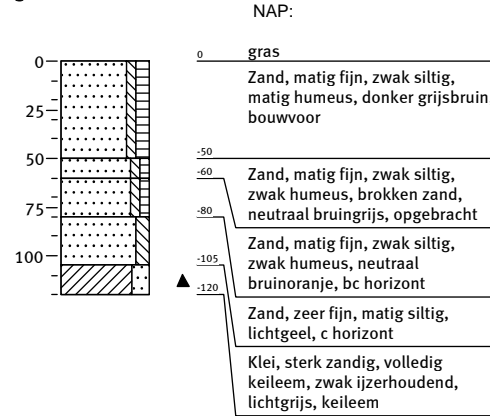 NAP:
0
25
50
75
100
0
gras
Zand, matig fijn, zwak siltig,
matig humeus, donker grijsbruin
bouwvoor
-50
Zand, matig fijn, zwak siltig,
zwak humeus, brokken zand,
neutraal bruingrijs, opgebracht
-60
Zand, matig fijn, zwak siltig,
zwak humeus, neutraal
bruinoranje, bc horizont
-80
Zand, zeer fijn, matig siltig,
lichtgeel, c horizont
-105
Klei, sterk zandig, volledig
keileem, zwak ijzerhoudend,
lichtgrijs, keileem
-120